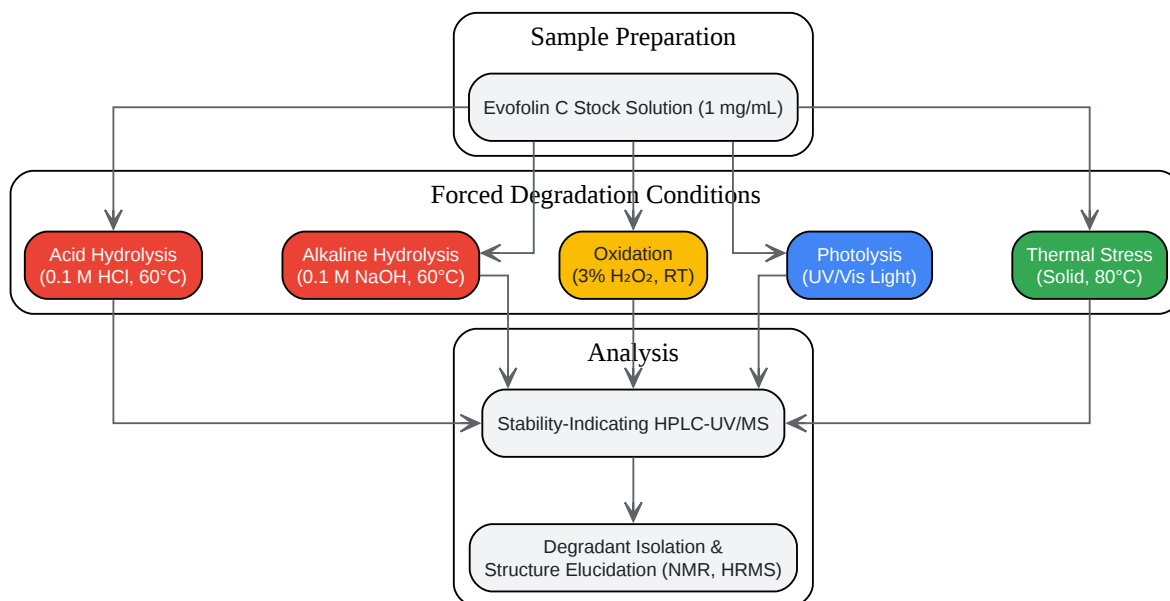 Sample Preparation
Evofolin C Stock Solution (1 mg/mL)
Forced Degradation Conditions
Acid Hydrolysis
(0.1 M HCl, 60°C)
Alkaline Hydrolysis
(0.1 M NaOH, 60°C)
Oxidation
(3% H₂O₂, RT)
Photolysis
(UV/Vis Light)
Thermal Stress
(Solid, 80°C)
Analysis
Stability-Indicating HPLC-UV/MS
Degradant Isolation &
Structure Elucidation (NMR, HRMS)